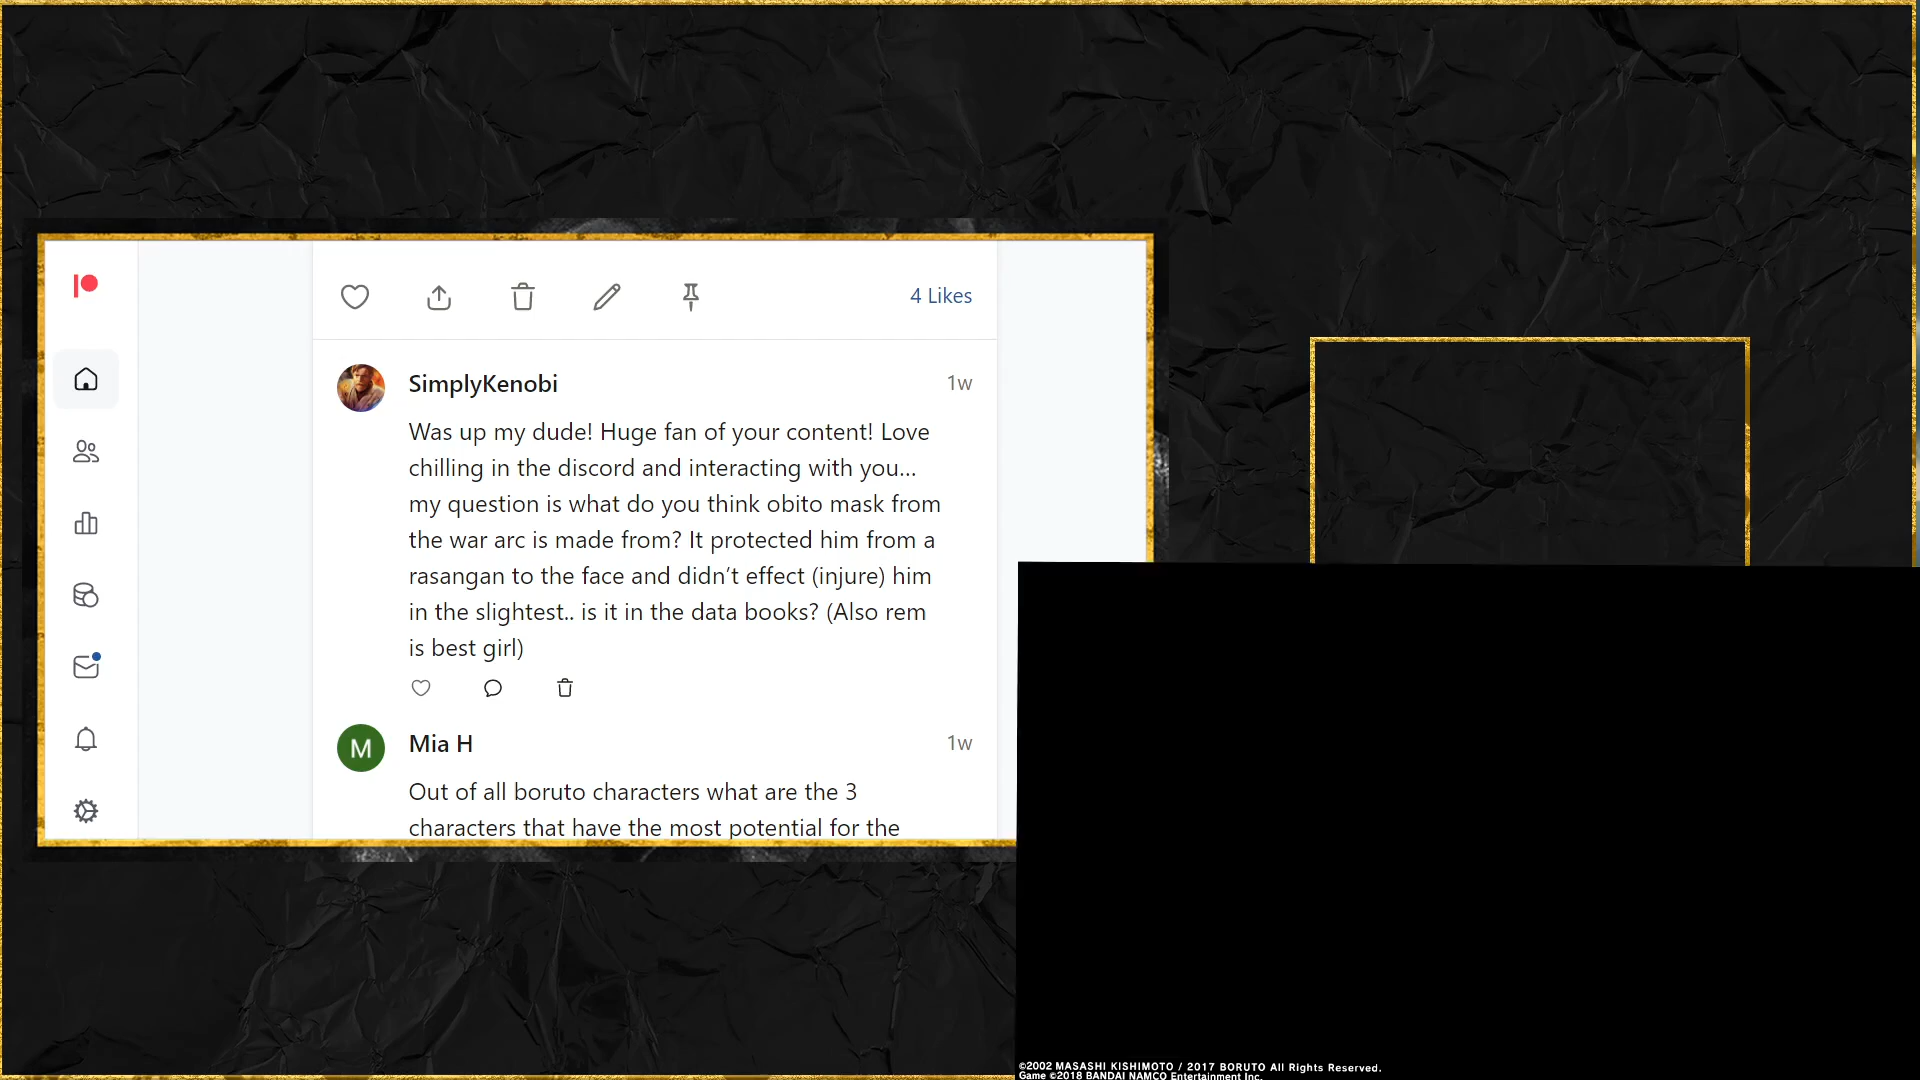 4 Likes
SimplyKenobi
1w
Was up my dude! Huge fan of your content! Love
chilling in the discord and interacting with you...
my question is what do you think obito mask from
the war arc is made from? It protected him from a
rasangan to the face and didn't effect (injure) him
in the slightest.. is it in the data books? (Also rem
is best girl)
M
Mia H
1w
Out of all boruto characters what are the 3
characters that have the most potential for the
©2002 MASASHI KISHIMOTO / 2017 BORUTO All Rights Reserved.
Game ©2018 BANDAI NAMCO Entertainment Inc.